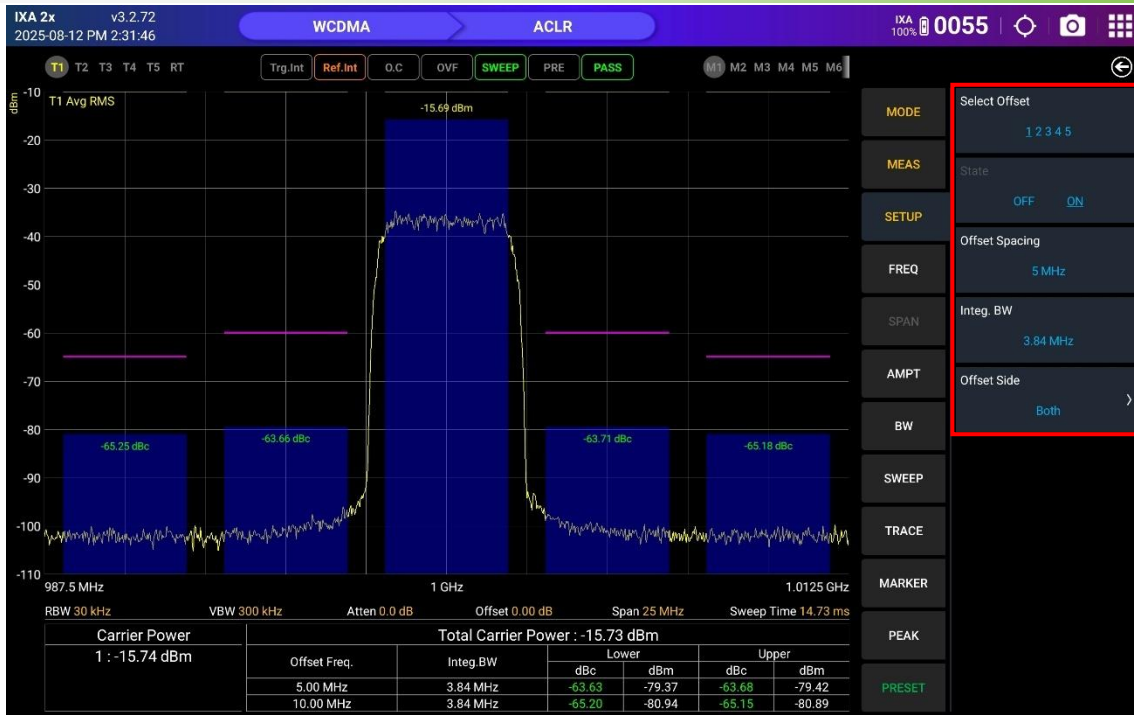 IXA 2x v3.2.72
2025-08-12 PM 2:31:46
WCDMA ACLR
IXA 100% 0055
T1 T2 T3 T4 T5 RT Trg.Int Ref.Int O.C OVF SWEEP PRE PASS M1 M2 M3 M4 M5 M6
dBm
T1 Avg RMS
-10
-20
-30
-40
-50
-60
-70
-80
-90
-100
-110
-15.69 dBm
-65.25 dBc -63.66 dBc -63.71 dBc -65.18 dBc
987.5 MHz 1 GHz 1.0125 GHz
RBW 30 kHz VBW 300 kHz Atten 0.0 dB Offset 0.00 dB Span 25 MHz Sweep Time 14.73 ms
Carrier Power
1 : -15.74 dBm
Total Carrier Power : -15.73 dBm
Offset Freq. Integ.BW Lower Upper
dBc dBm dBc dBm
5.00 MHz 3.84 MHz -63.63 -79.37 -63.68 -79.42
10.00 MHz 3.84 MHz -65.20 -80.94 -65.15 -80.89
MODE
MEAS
SETUP
FREQ
SPAN
AMPT
BW
SWEEP
TRACE
MARKER
PEAK
PRESET
Select Offset
1 2 3 4 5
State
OFF ON
Offset Spacing
5 MHz
Integ. BW
3.84 MHz
Offset Side
Both